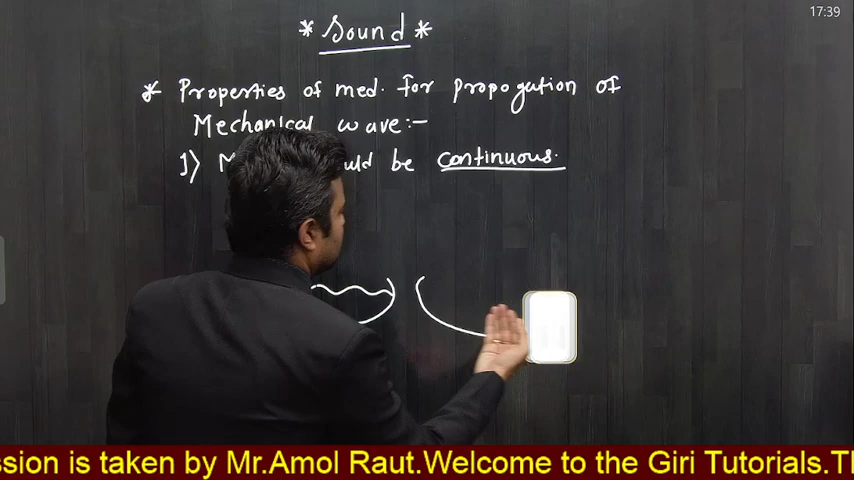 17:39
* Sound *
* Properties of med. for propogation of
Mechanical wave:-
1) be continuous.
ssion is taken by Mr.Amol Raut.Welcome to the Giri Tutorials.Th